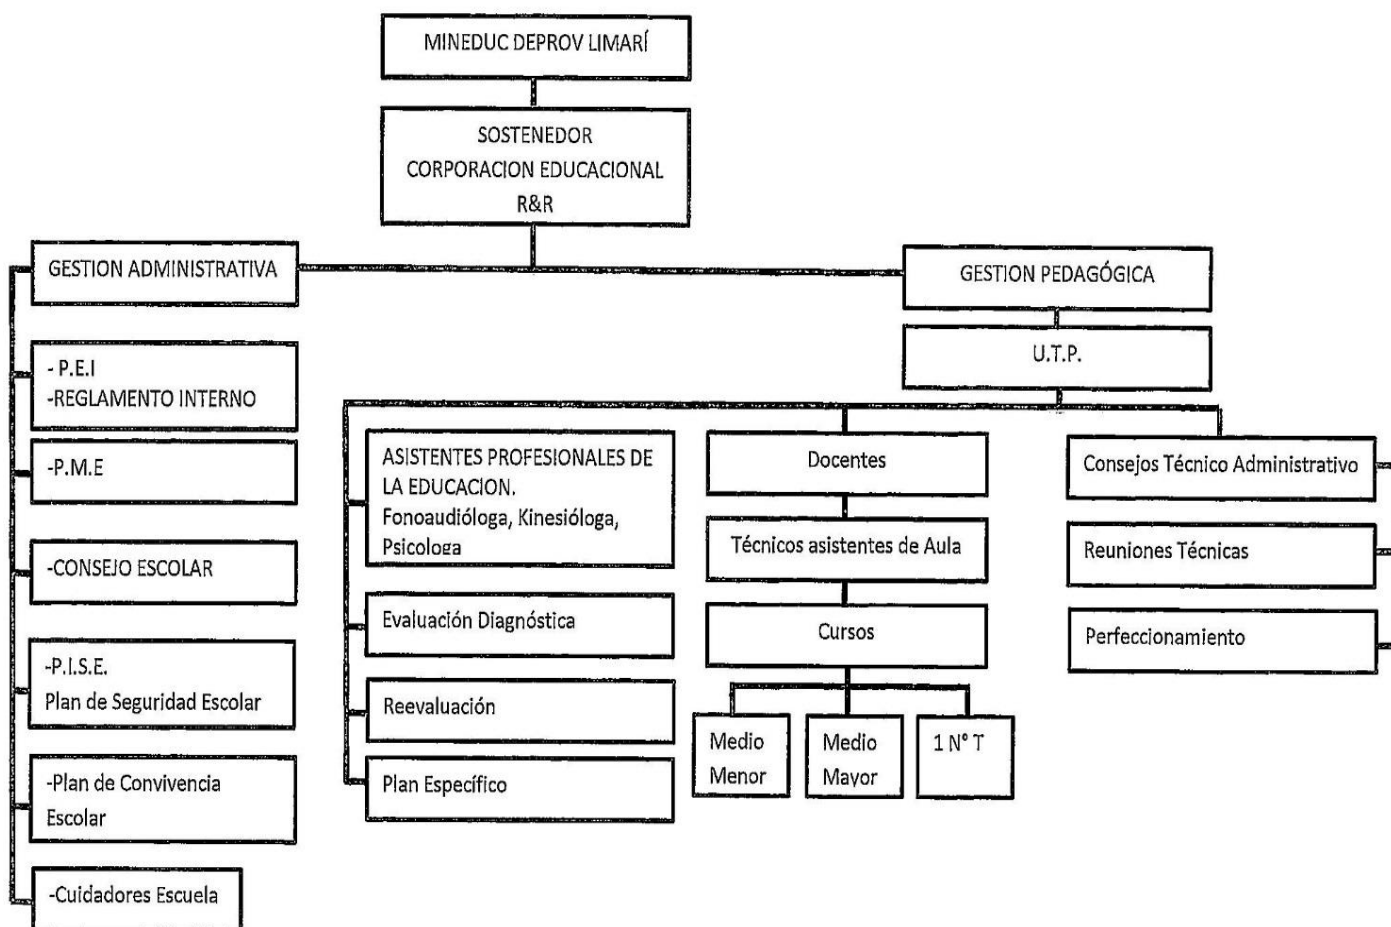 MINEDUC DEPROV LIMARÍ
SOSTENEDOR
CORPORACION EDUCACIONAL
R&R
GESTION ADMINISTRATIVA
GESTION PEDAGÓGICA
- P.E.I
-REGLAMENTO INTERNO
-P.M.E
-CONSEJO ESCOLAR
-P.I.S.E.
Plan de Seguridad Escolar
-Plan de Convivencia
Escolar
-Cuidadores Escuela
U.T.P.
ASISTENTES PROFESIONALES DE
LA EDUCACION.
Fonoaudióloga, Kinesióloga,
Psicologa
Evaluación Diagnóstica
Reevaluación
Plan Específico
Docentes
Técnicos asistentes de Aula
Cursos
Medio
Menor
Medio
Mayor
1 N° T
Consejos Técnico Administrativo
Reuniones Técnicas
Perfeccionamiento